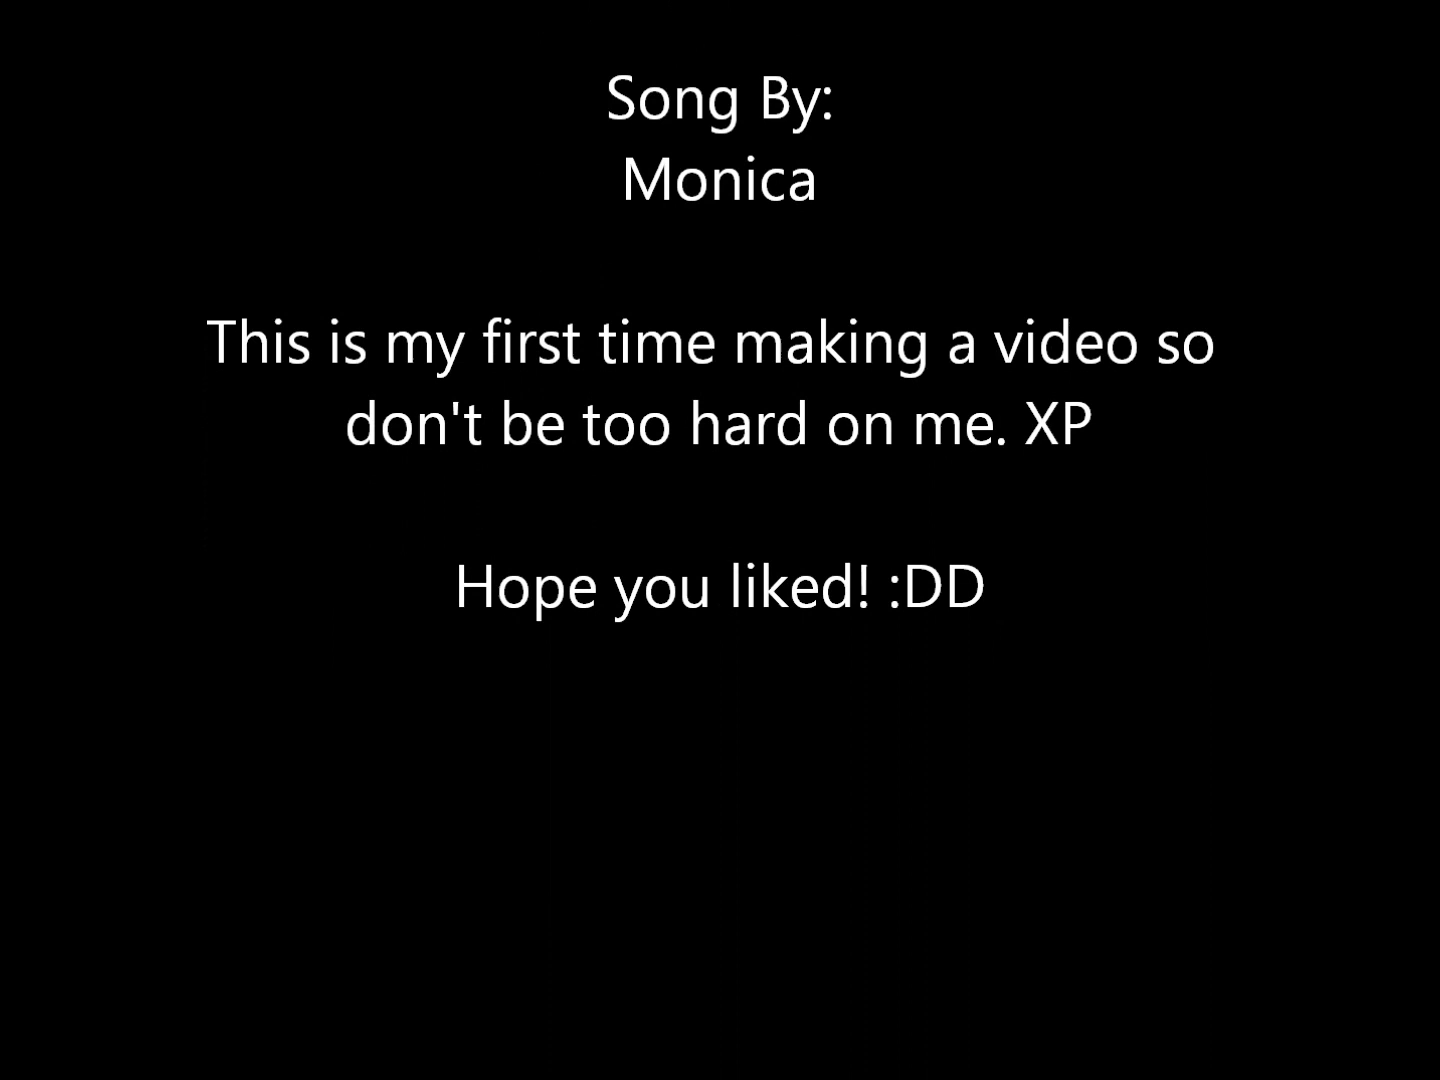 Song By:
Monica
This is my first time making a video so
don't be too hard on me. XP
Hope you liked! :DD